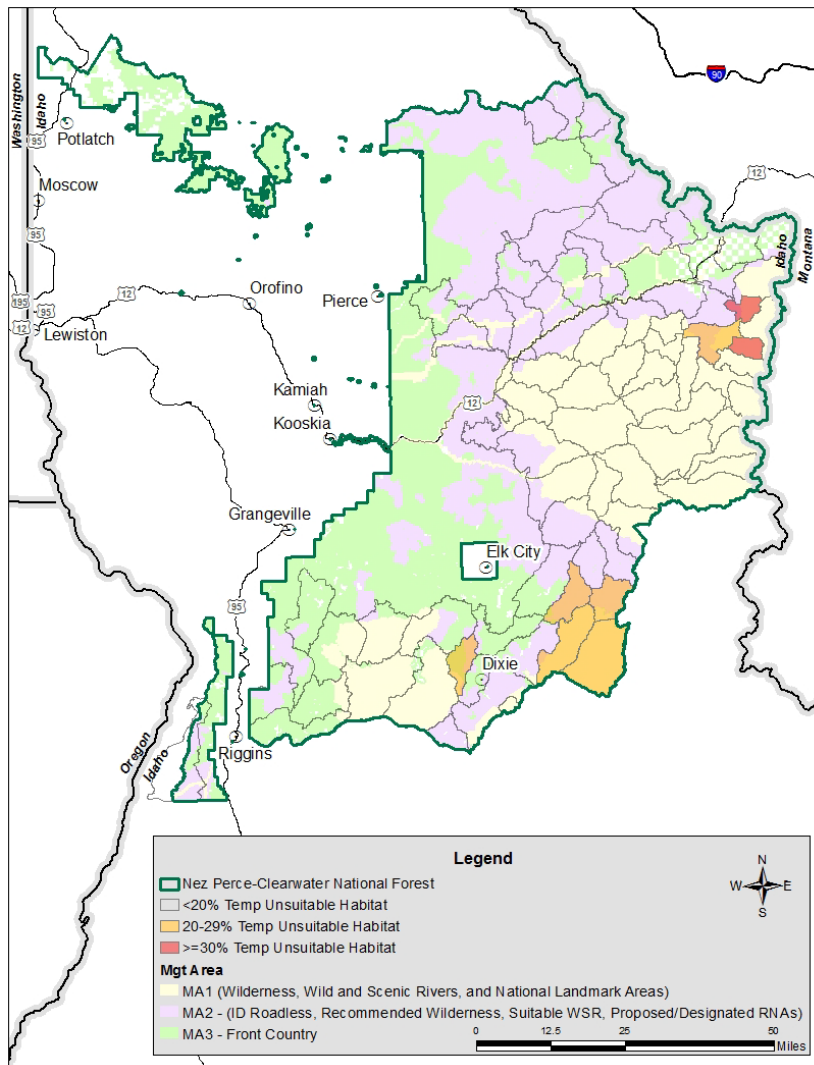 90
Washington
Idaho
95
Potlatch
Moscow
12
95
Idaho
Montana
12
Orofino
Pierce
195
95
12
Lewiston
Kamiah
12
Kooskia
Grangeville
Elk City
95
Dixie
Riggins
Oregon
Idaho
Legend
Nez Perce-Clearwater National Forest
<20% Temp Unsuitable Habitat
20-29% Temp Unsuitable Habitat
>=30% Temp Unsuitable Habitat
Mgt Area
MA1 (Wilderness, Wild and Scenic Rivers, and National Landmark Areas)
MA2 - (ID Roadless, Recommended Wilderness, Suitable WSR, Proposed/Designated RNAs)
MA3 - Front Country
N
W E
S
0 12.5 25 50
Miles